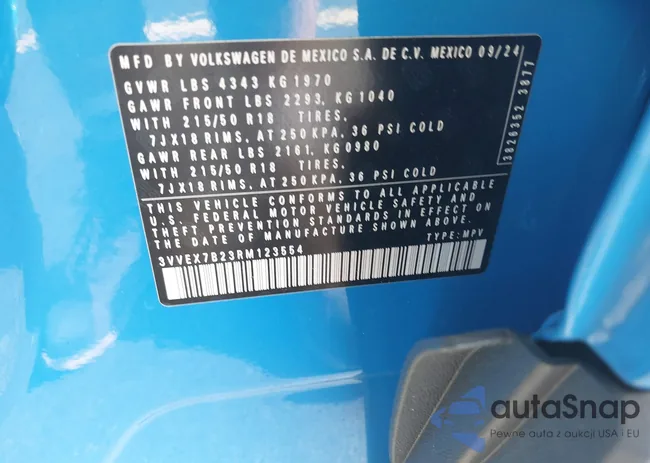 MFD BY VOLKSWAGEN DE MEXICO S.A. DE C.V. MEXICO 09/24
GVWR LBS 4343 KG 1970
GAWR FRONT LBS 2293, KG 1040
WITH 215/50 R18 TIRES,
7JX18 RIMS, AT 250 KPA, 36 PSI COLD
GAWR REAR LBS 2161, KG 0980
WITH 215/50 R18 TIRES,
7JX18 RIMS, AT 250 KPA, 36 PSI COLD
THIS VEHICLE CONFORMS TO ALL APPLICABLE
U.S. FEDERAL MOTOR VEHICLE SAFETY AND
THEFT PREVENTION STANDARDS IN EFFECT ON
THE DATE OF MANUFACTURE SHOWN ABOVE.
3VVEX7B23RM123564 TYPE: MPV
3826352 3877
autaSnap
Pewne auta z aukcji USA i EU